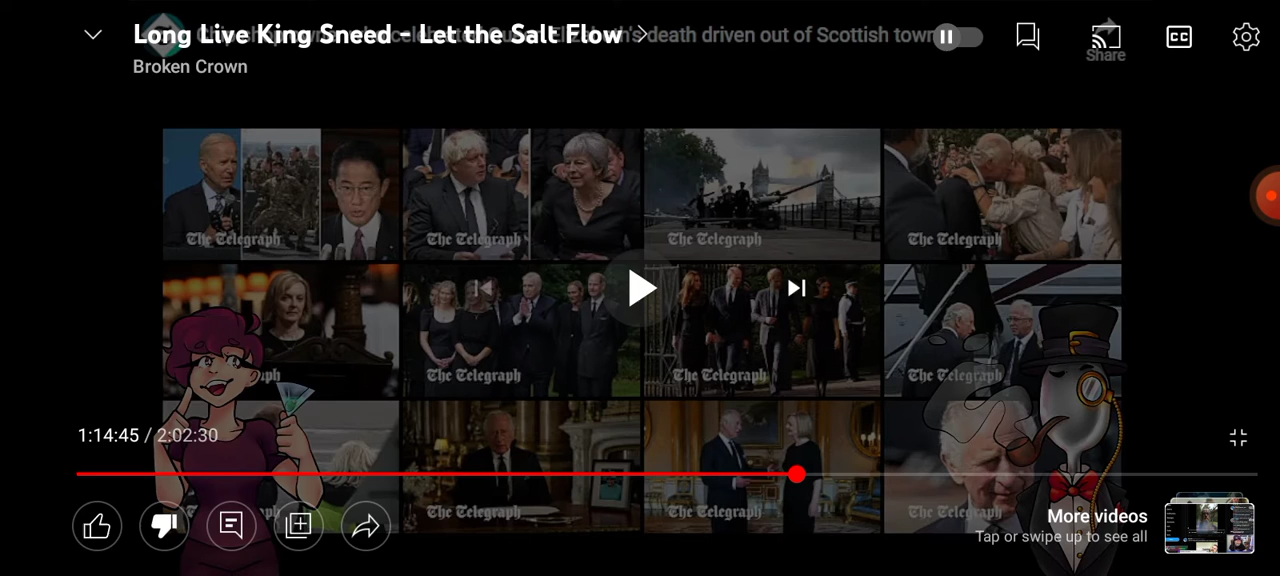 Long Live King Sneed – Let the Salt Flow
death driven out of Scottish town
Broken Crown
Share
CC
The Telegraph
The Telegraph
The Telegraph
The Telegraph
The Telegraph
The Telegraph
The Telegraph
The Telegraph
The Telegraph
The Telegraph
The Telegraph
1:14:45 / 2:02:30
More videos
Tap or swipe up to see all